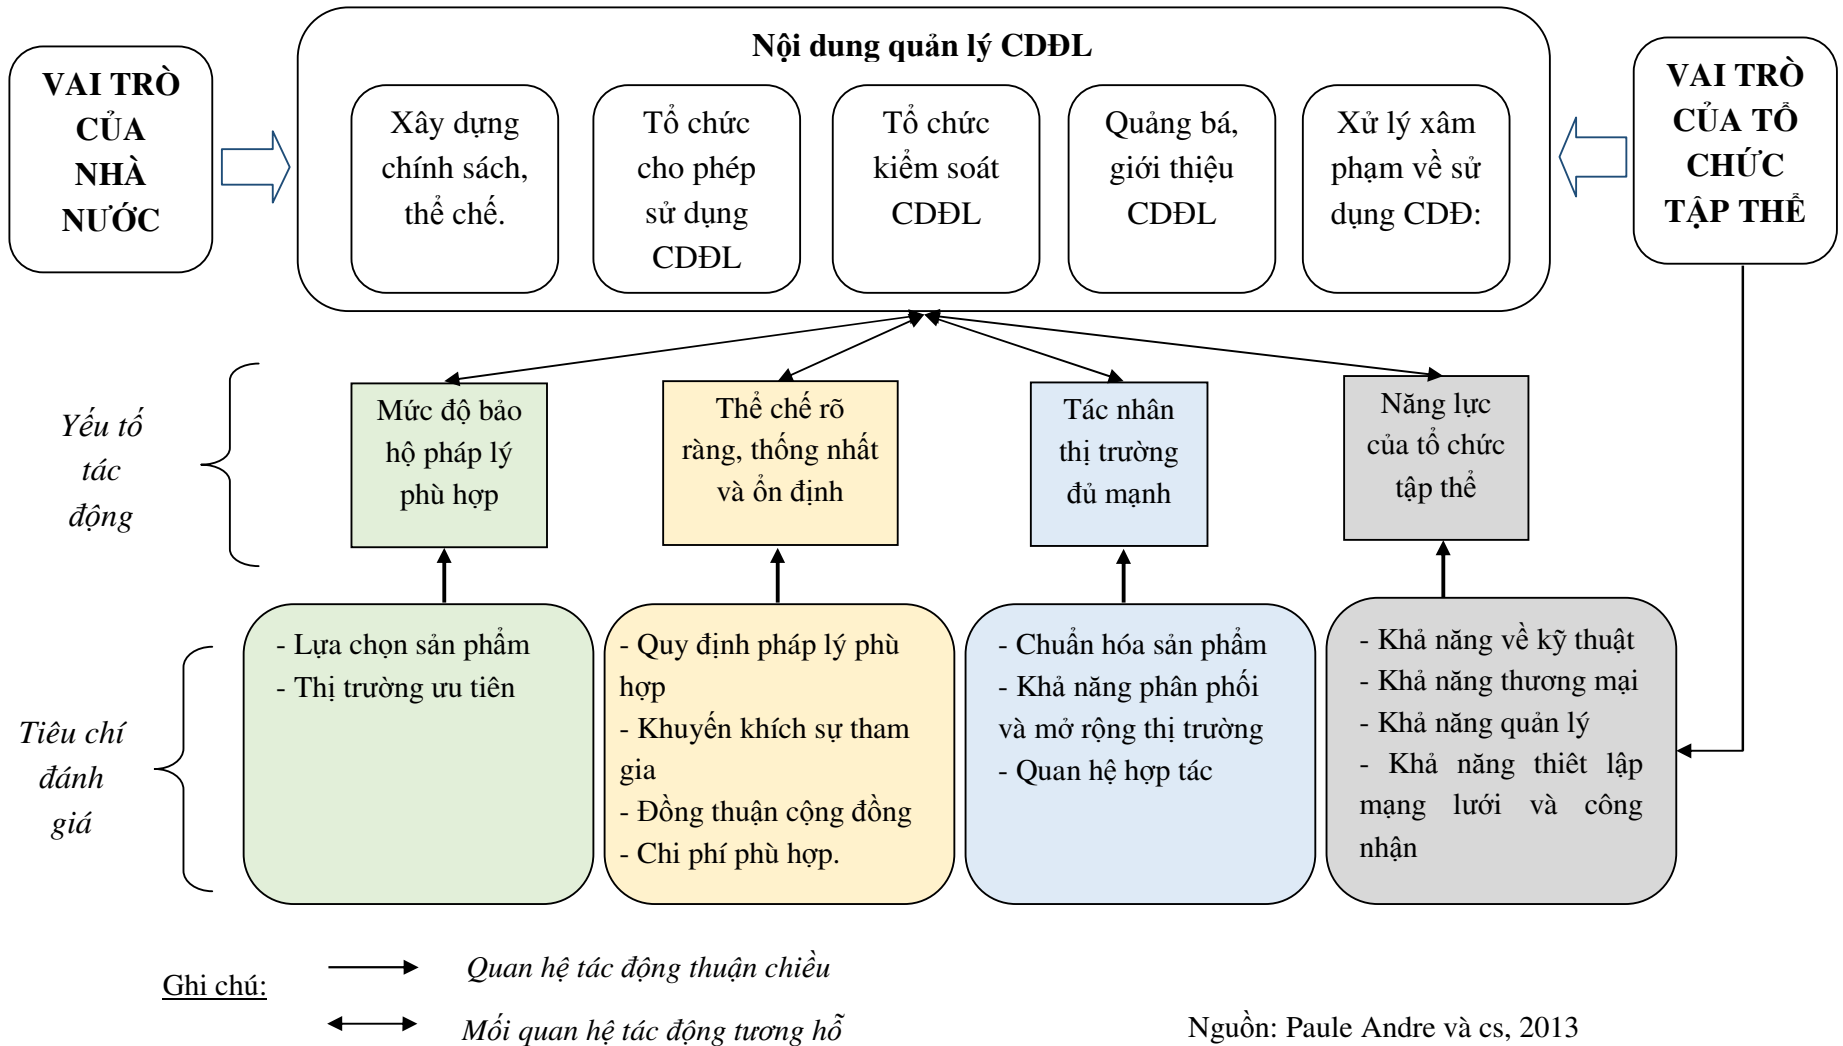 VAI TRÒ
CỦA
NHÀ
NƯỚC
Nội dung quản lý CDĐL
Xây dựng
chính sách,
thể chế.
Tổ chức
cho phép
sử dụng
CDĐL
Tổ chức
kiểm soát
CDĐL
Quảng bá,
giới thiệu
CDĐL
Xử lý xâm
phạm về sử
dụng CDĐ:
VAI TRÒ
CỦA TỔ
CHỨC
TẬP THỂ
Yếu tố
tác
động
Mức độ bảo
hộ pháp lý
phù hợp
Thể chế rõ
ràng, thống nhất
và ổn định
Tác nhân
thị trường
đủ mạnh
Năng lực
của tổ chức
tập thể
Tiêu chí
đánh
giá
- Lựa chọn sản phẩm
- Thị trường ưu tiên
- Quy định pháp lý phù
hợp
- Khuyến khích sự tham
gia
- Đồng thuận cộng đồng
- Chi phí phù hợp.
- Chuẩn hóa sản phẩm
- Khả năng phân phối
và mở rộng thị trường
- Quan hệ hợp tác
- Khả năng về kỹ thuật
- Khả năng thương mại
- Khả năng quản lý
- Khả năng thiêt lập
mạng lưới và công
nhận
Ghi chú:
Quan hệ tác động thuận chiều
Mối quan hệ tác động tương hỗ
Nguồn: Paule Andre và cs, 2013